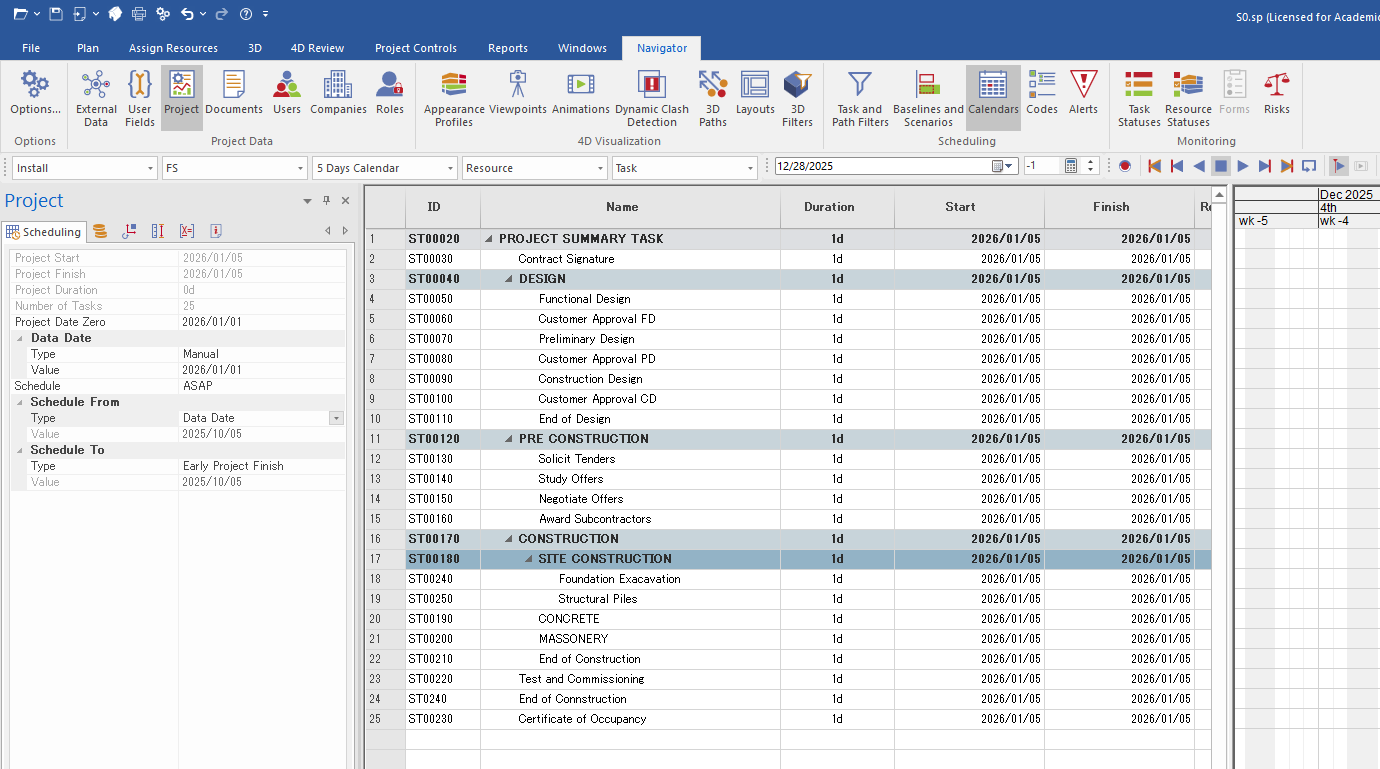 S0.sp (Licensed for Academic
File Plan Assign Resources 3D 4D Review Project Controls Reports Windows Navigator
Options... External Data User Fields Project Documents Users Companies Roles Appearance Profiles Viewpoints Animations Dynamic Clash Detection 3D Paths Layouts 3D Filters Task and Path Filters Baselines and Scenarios Calendars Codes Alerts Task Statuses Resource Statuses Forms Risks
Options Project Data 4D Visualization Scheduling Monitoring
Install FS 5 Days Calendar Resource Task 12/28/2025 -1
Project
Scheduling
Project Start 2026/01/05
Project Finish 2026/01/05
Project Duration 0d
Number of Tasks 25
Project Date Zero 2026/01/01
Data Date
Type Manual
Value 2026/01/01
Schedule ASAP
Schedule From
Type Data Date
Value 2025/10/05
Schedule To
Type Early Project Finish
Value 2025/10/05
ID Name Duration Start Finish Re
1 ST00020 PROJECT SUMMARY TASK 1d 2026/01/05 2026/01/05
2 ST00030 Contract Signature 1d 2026/01/05 2026/01/05
3 ST00040 DESIGN 1d 2026/01/05 2026/01/05
4 ST00050 Functional Design 1d 2026/01/05 2026/01/05
5 ST00060 Customer Approval FD 1d 2026/01/05 2026/01/05
6 ST00070 Preliminary Design 1d 2026/01/05 2026/01/05
7 ST00080 Customer Approval PD 1d 2026/01/05 2026/01/05
8 ST00090 Construction Design 1d 2026/01/05 2026/01/05
9 ST00100 Customer Approval CD 1d 2026/01/05 2026/01/05
10 ST00110 End of Design 1d 2026/01/05 2026/01/05
11 ST00120 PRE CONSTRUCTION 1d 2026/01/05 2026/01/05
12 ST00130 Solicit Tenders 1d 2026/01/05 2026/01/05
13 ST00140 Study Offers 1d 2026/01/05 2026/01/05
14 ST00150 Negotiate Offers 1d 2026/01/05 2026/01/05
15 ST00160 Award Subcontractors 1d 2026/01/05 2026/01/05
16 ST00170 CONSTRUCTION 1d 2026/01/05 2026/01/05
17 ST00180 SITE CONSTRUCTION 1d 2026/01/05 2026/01/05
18 ST00240 Foundation Exacavation 1d 2026/01/05 2026/01/05
19 ST00250 Structural Piles 1d 2026/01/05 2026/01/05
20 ST00190 CONCRETE 1d 2026/01/05 2026/01/05
21 ST00200 MASSONERY 1d 2026/01/05 2026/01/05
22 ST00210 End of Construction 1d 2026/01/05 2026/01/05
23 ST00220 Test and Commissioning 1d 2026/01/05 2026/01/05
24 ST0240 End of Connstruction 1d 2026/01/05 2026/01/05
25 ST00230 Certificate of Occupancy 1d 2026/01/05 2026/01/05
Dec 2025
4th
wk -5 wk -4